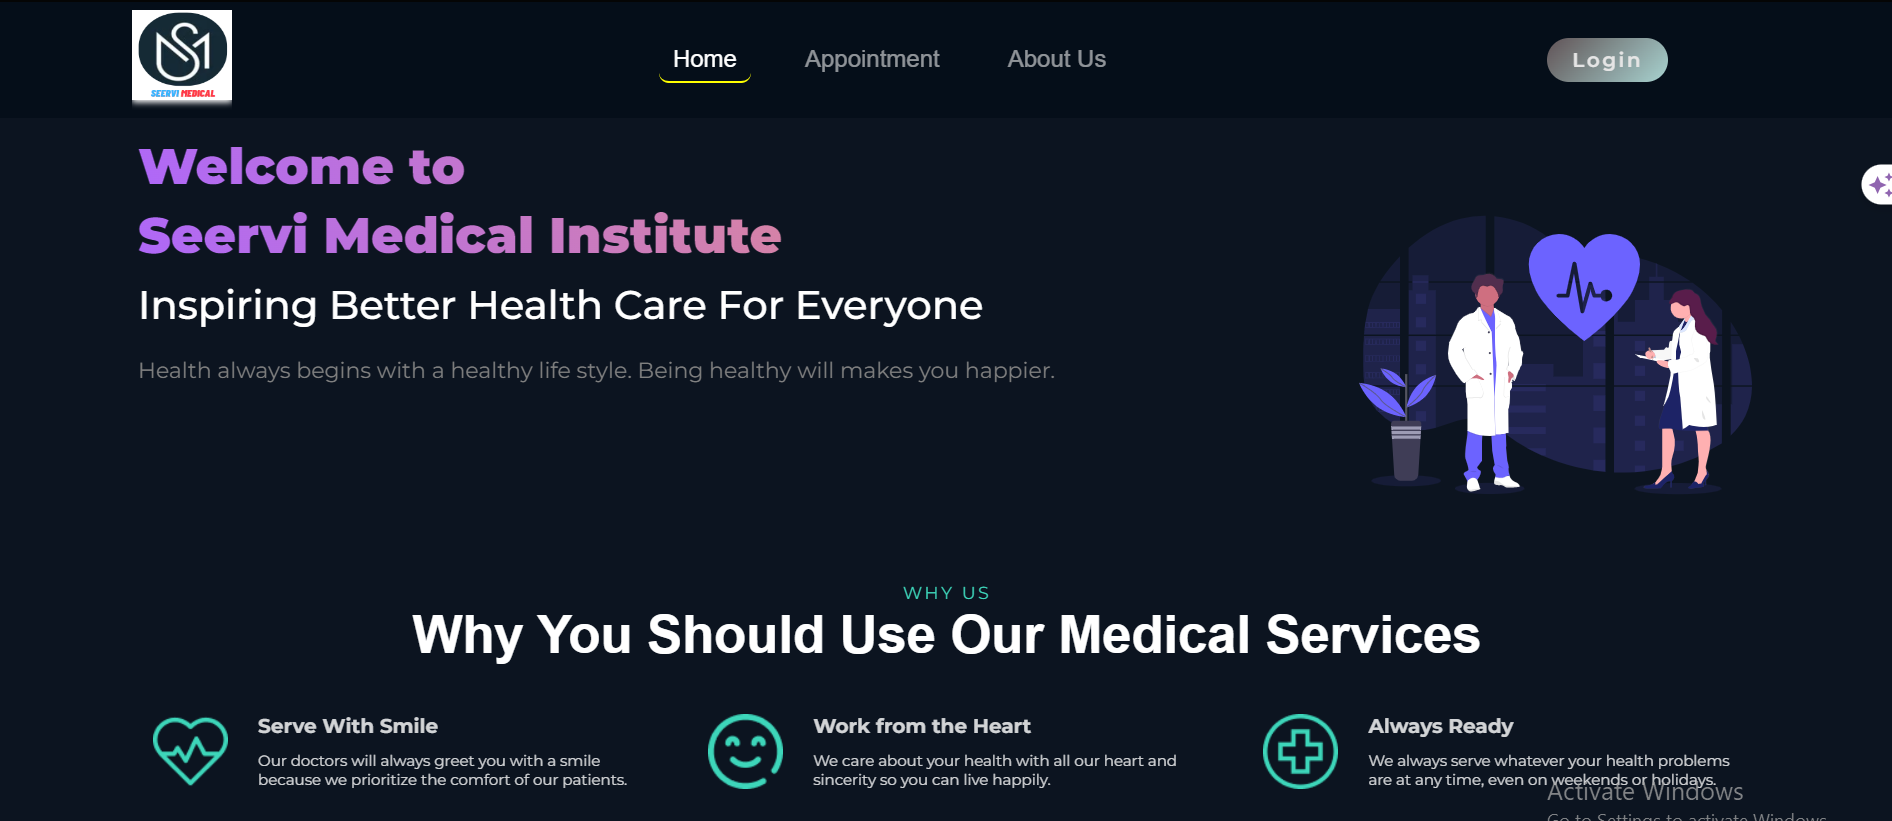 SM
SEERVI MEDICAL
Home
Appointment
About Us
Login
Welcome to
Seervi Medical Institute
Inspiring Better Health Care For Everyone
Health always begins with a healthy life style. Being healthy will makes you happier.
WHY US
Why You Should Use Our Medical Services
Serve With Smile
Our doctors will always greet you with a smile
because we prioritize the comfort of our patients.
Work from the Heart
We care about your health with all our heart and
sincerity so you can live happily.
Always Ready
We always serve whatever your health problems
are at any time, even on weekends or holidays.
Activate Windows
Go to Settings to activate Windows.